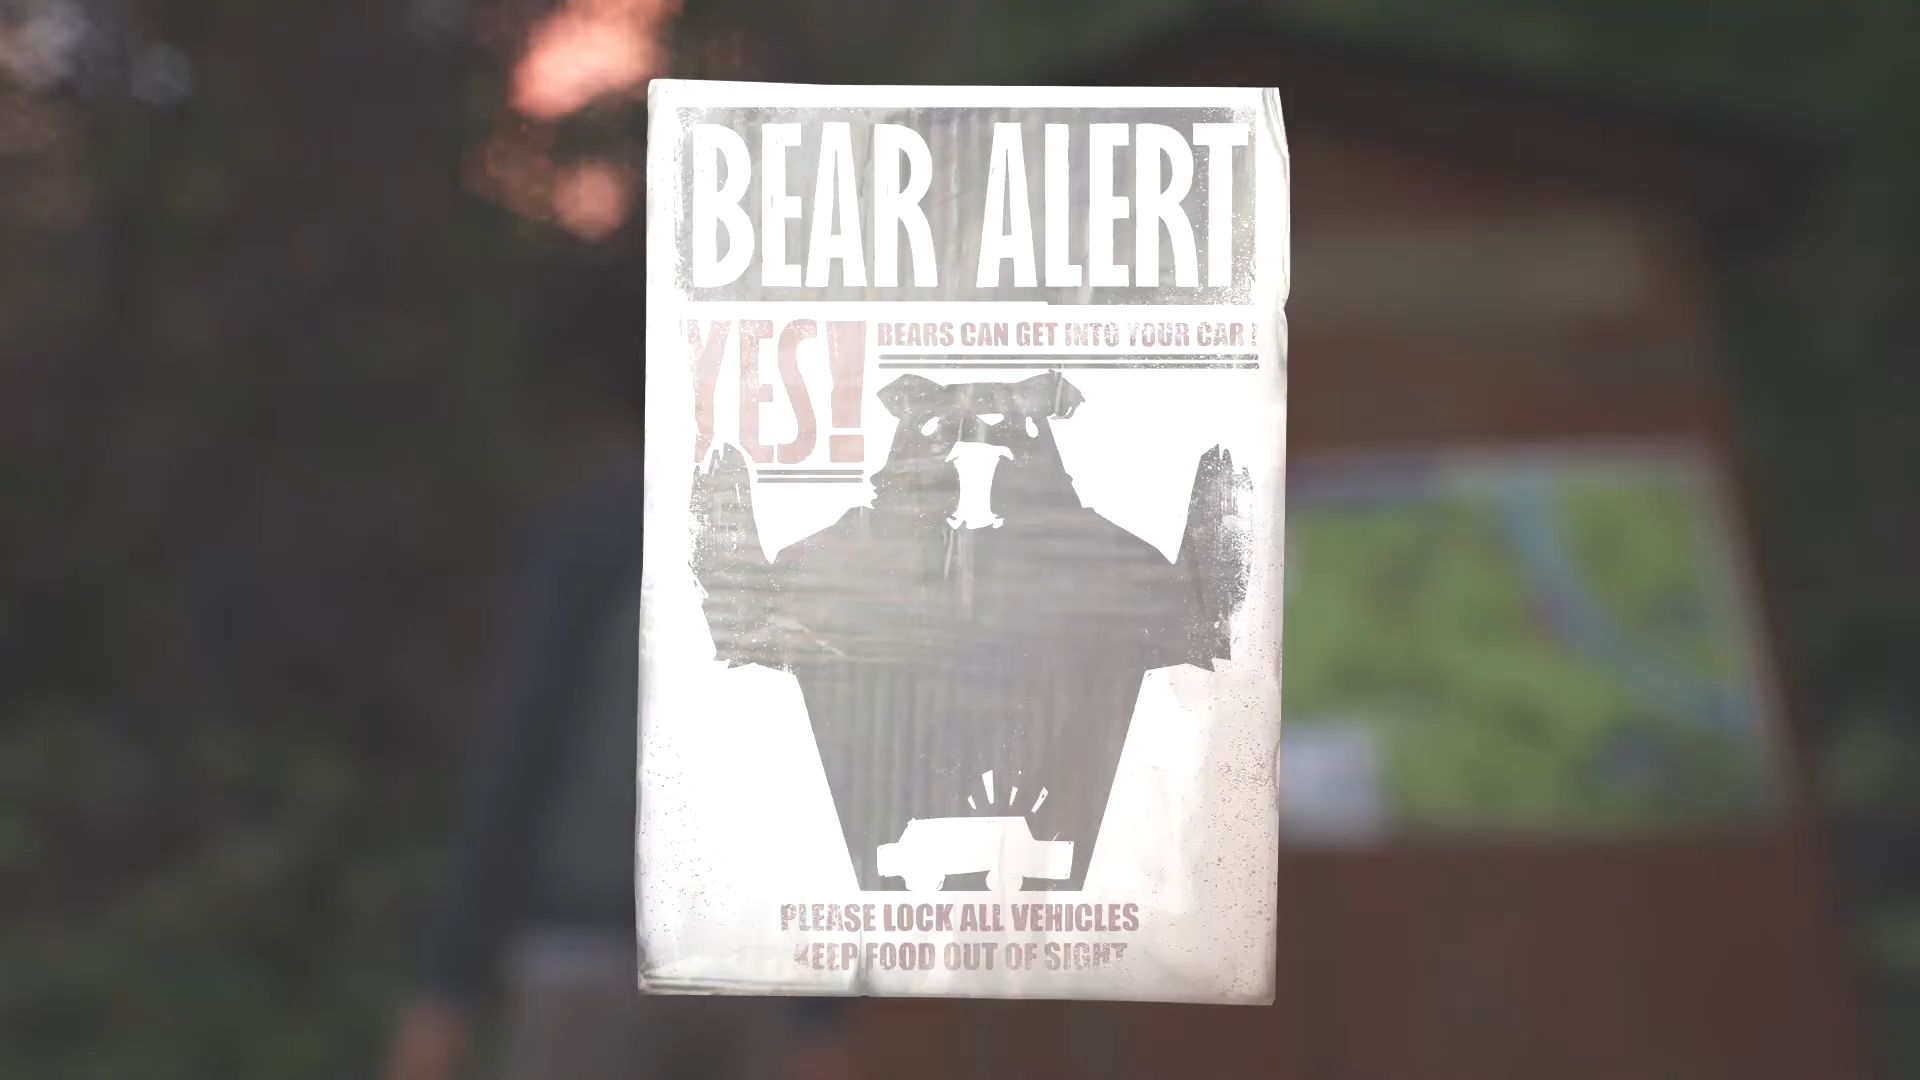 BEAR ALERT
YES!
BEARS CAN GET INTO YOUR CAR !
PLEASE LOCK ALL VEHICLES
KEEP FOOD OUT OF SIGHT